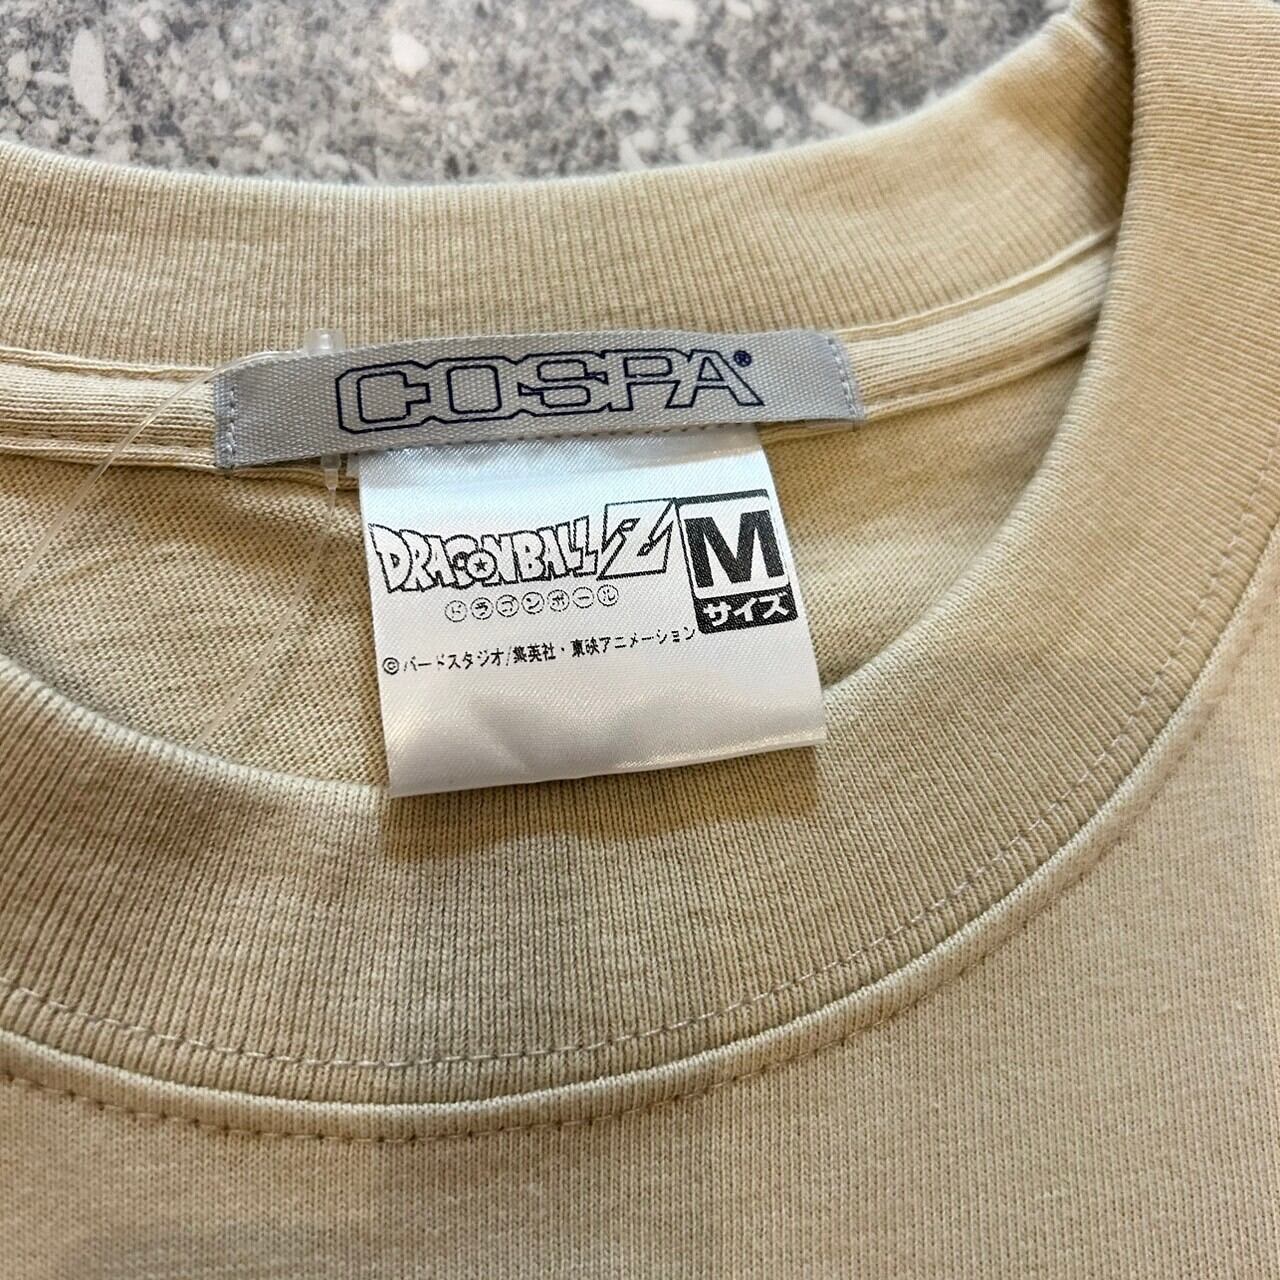 COSPA®
DRAGONBALL Z
ドラゴンボール
M
サイズ
©バードスタジオ/集英社・東映アニメーション